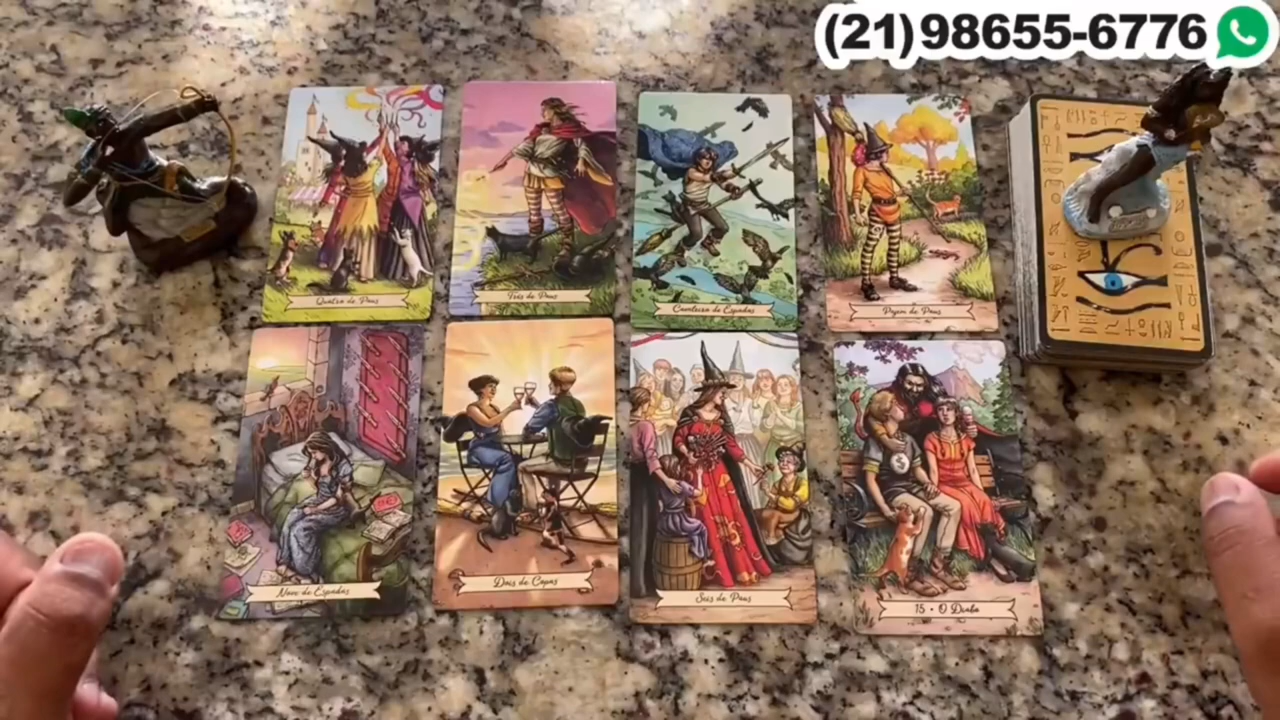 (21)98655-6776
Quatro de Paus
Três de Paus
Cavaleiro de Espadas
Pajem de Paus
Nove de Espadas
Dois de Copas
Seis de Paus
15 • O Diabo